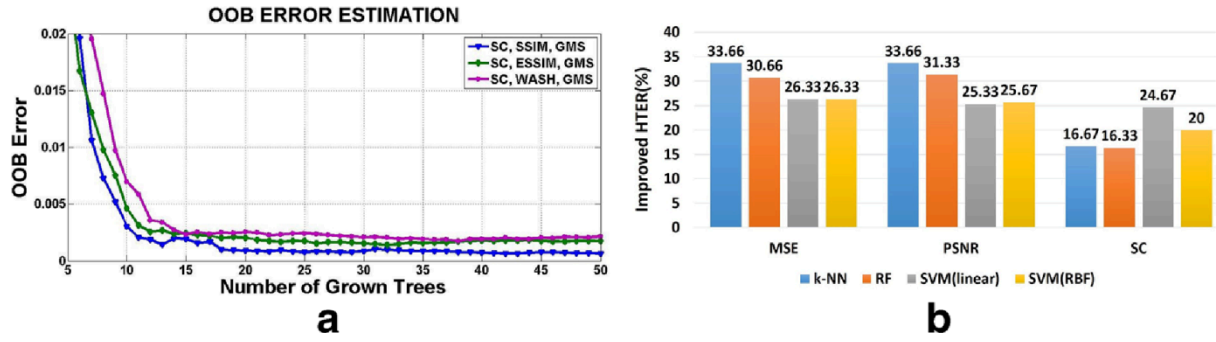 OOB ERROR ESTIMATION
0.02
0.015
0.01
0.005
0
OOB Error
SC, SSIM, GMS
SC, ESSIM, GMS
SC, WASH, GMS
5 10 15 20 25 30 35 40 45 50
Number of Grown Trees
a
40
35
30
25
20
15
10
5
0
Improved HTER(%)
33.66 30.66 26.33 26.33
33.66 31.33 25.33 25.67
16.67 16.33 24.67 20
MSE PSNR SC
k-NN RF SVM(linear) SVM(RBF)
b